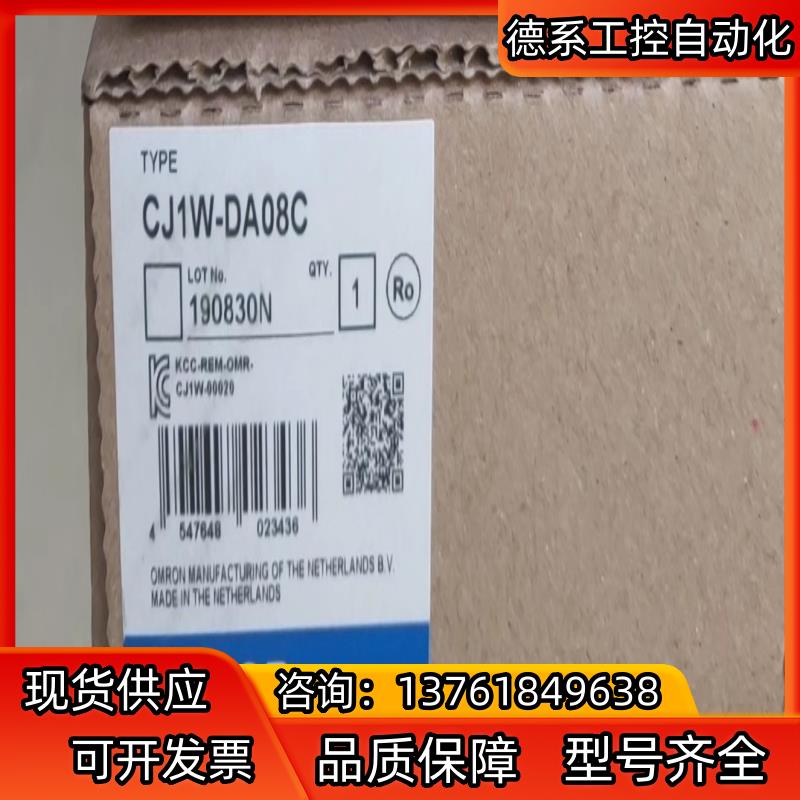 德系工控自动化
TYPE
CJ1W-DA08C
LOT No.
QTY.
190830N
1
Ro
KCC-REM-OMR-
CJ1W-00020
4 547648 023436
OMRON MANUFACTURING OF THE NETHERLANDS B.V.
MADE IN THE NETHERLANDS
现货供应
咨询：13761849638
可开发票
品质保障
型号齐全